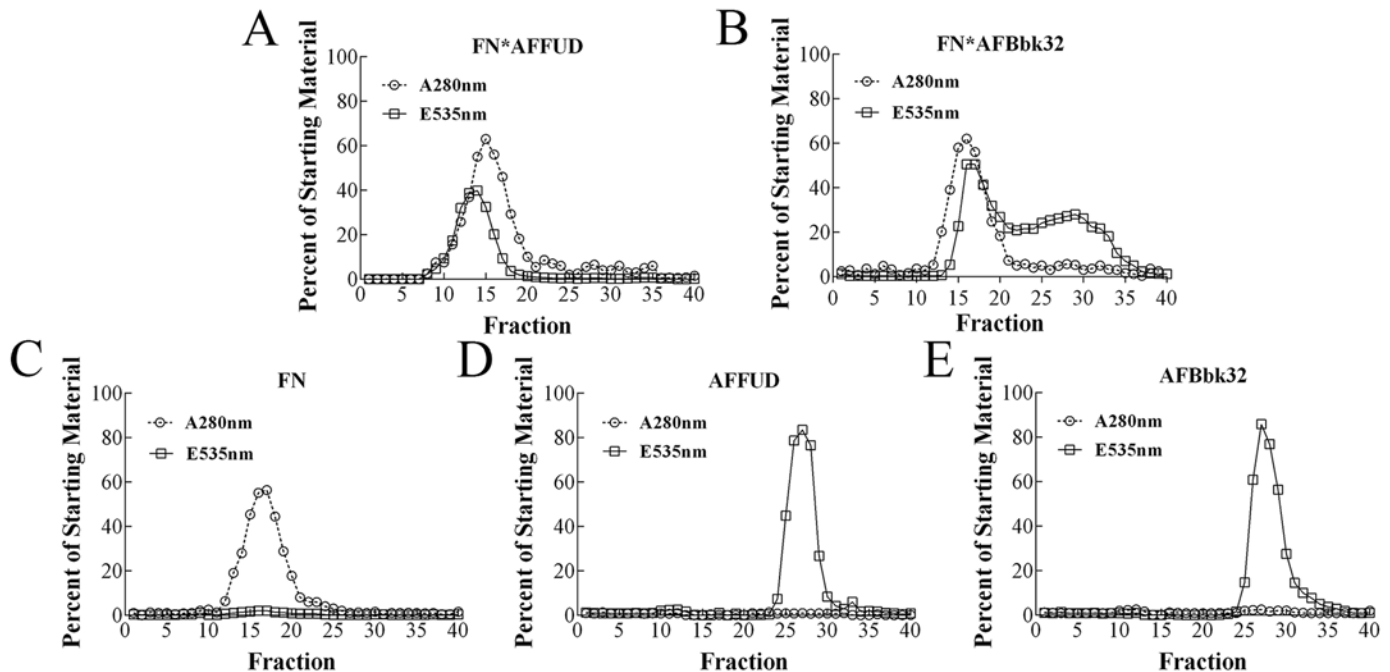 A
FN*AFFUD
Percent of Starting Material
100
80
60
40
20
0
A280nm
E535nm
0 5 10 15 20 25 30 35 40
Fraction
B
FN*AFBbk32
Percent of Starting Material
100
80
60
40
20
0
A280nm
E535nm
0 5 10 15 20 25 30 35 40
Fraction
C
FN
Percent of Starting Material
100
80
60
40
20
0
A280nm
E535nm
0 5 10 15 20 25 30 35 40
Fraction
D
AFFUD
Percent of Starting Material
100
80
60
40
20
0
A280nm
E535nm
0 5 10 15 20 25 30 35 40
Fraction
E
AFBbk32
Percent of Starting Material
100
80
60
40
20
0
A280nm
E535nm
0 5 10 15 20 25 30 35 40
Fraction